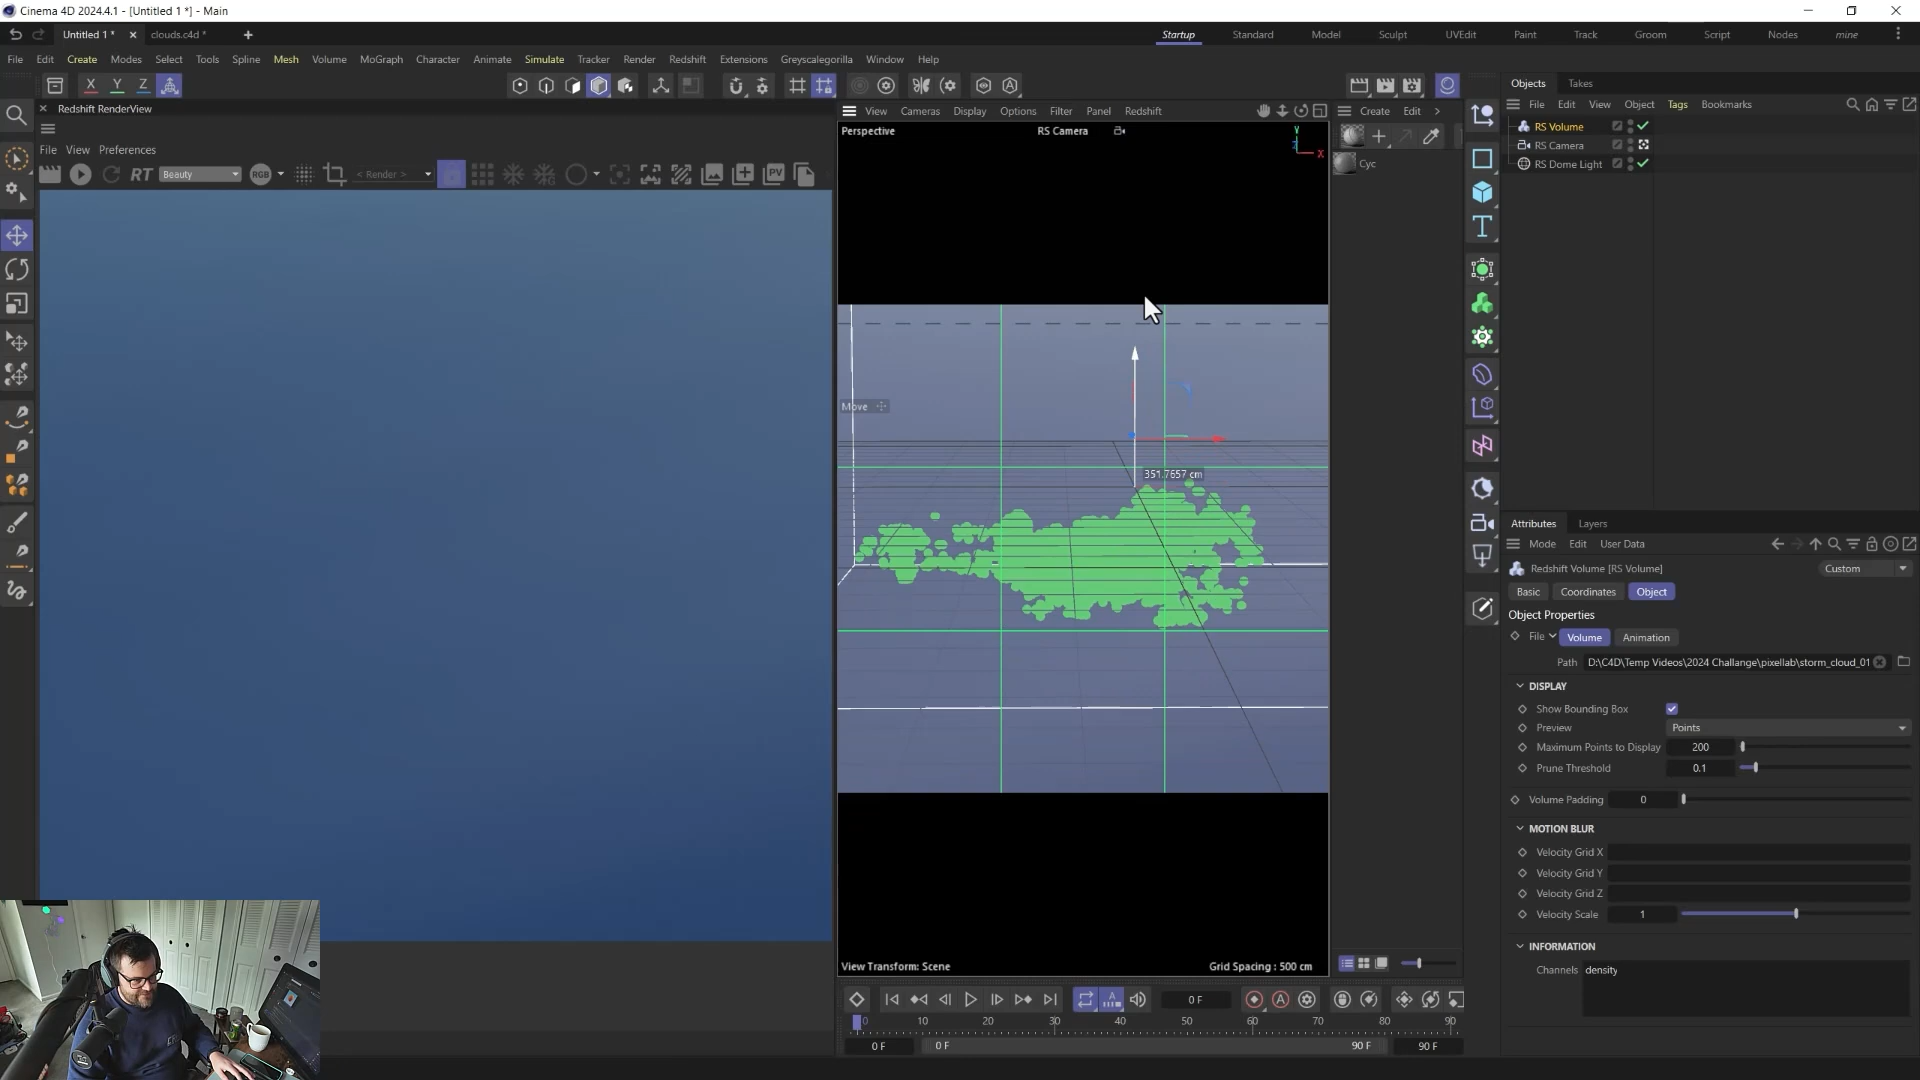 Cinema 4D 2024.4.1 - [Untitled 1 *] - Main
Untitled 1 *
clouds.c4d *
Startup
Standard
Model
Sculpt
UVEdit
Paint
Track
Groom
Script
Nodes
mine
File Edit Create Modes Select Tools Spline Mesh Volume MoGraph Character Animate Simulate Tracker Render Redshift Extensions Greyscalegorilla Window Help
X Y Z
Objects Takes
Redshift RenderView
View Cameras Display Options Filter Panel Redshift
Create Edit
File Edit View Object Tags Bookmarks
Perspective
RS Camera
Y
Z
X
RS Volume
RS Camera
RS Dome Light
File View Preferences
RT
Beauty
RGB
< Render >
PV
Cyc
Move
351.7657 cm
Attributes Layers
Mode Edit User Data
Redshift Volume [RS Volume]
Custom
Basic Coordinates Object
Object Properties
File Volume Animation
Path D:\C4D\Temp Videos\2024 Challange\pixellab\storm_cloud_01
DISPLAY
Show Bounding Box
Preview Points
Maximum Points to Display 200
Prune Threshold 0.1
Volume Padding 0
MOTION BLUR
Velocity Grid X
Velocity Grid Y
Velocity Grid Z
Velocity Scale 1
INFORMATION
Channels density
View Transform: Scene
Grid Spacing : 500 cm
0 F
0 10 20 30 40 50 60 70 80 90
0 F 0 F 90 F 90 F